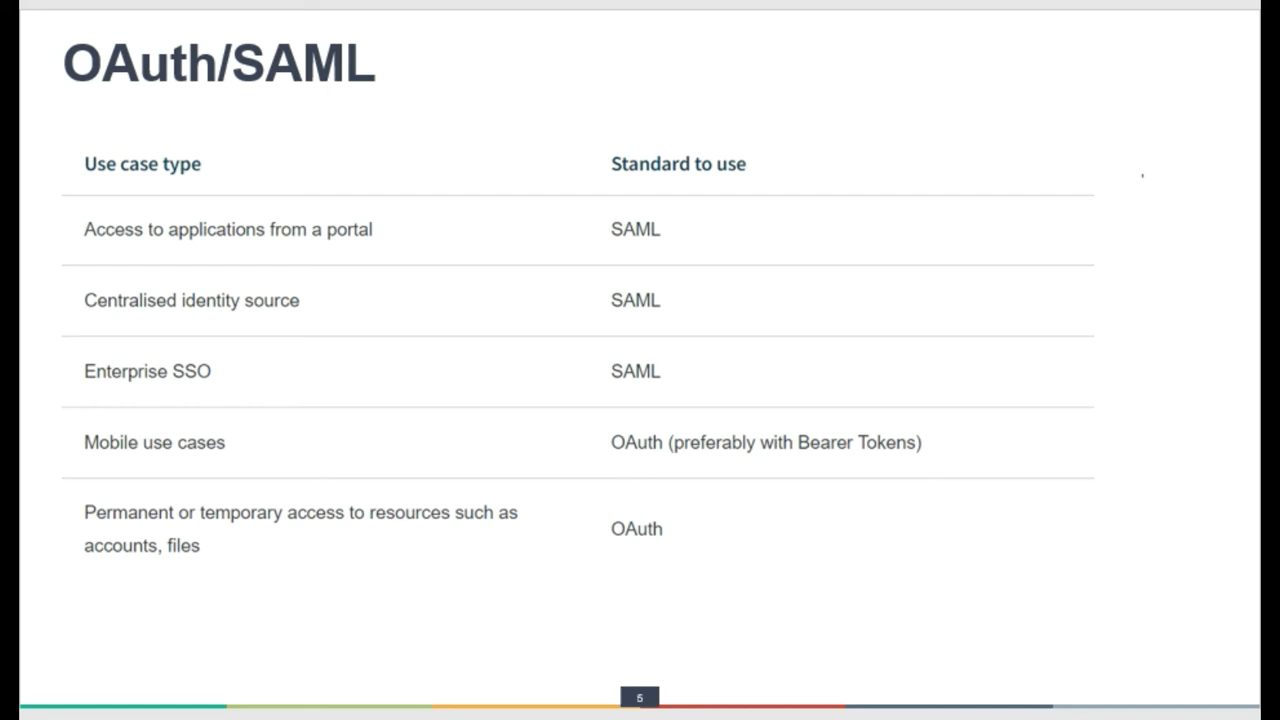 OAuth/SAML
Use case type
Standard to use
Access to applications from a portal
SAML
Centralised identity source
SAML
Enterprise SSO
SAML
Mobile use cases
OAuth (preferably with Bearer Tokens)
Permanent or temporary access to resources such as
accounts, files
OAuth
5